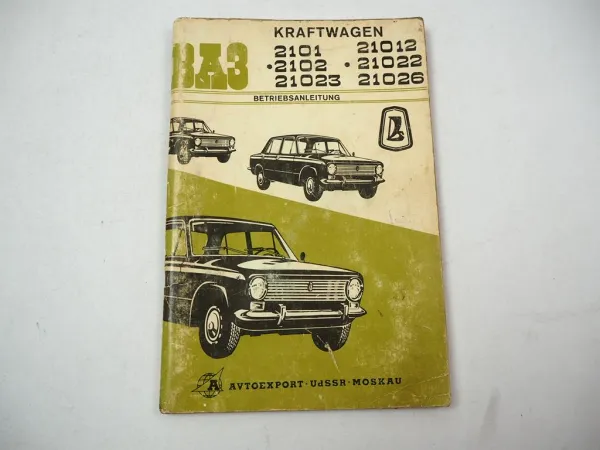 ВАЗ
KRAFTWAGEN
2101 21012
•2102 •21022
21023 21026
BETRIEBSANLEITUNG
A AVTOEXPORT·UdSSR·MOSKAU